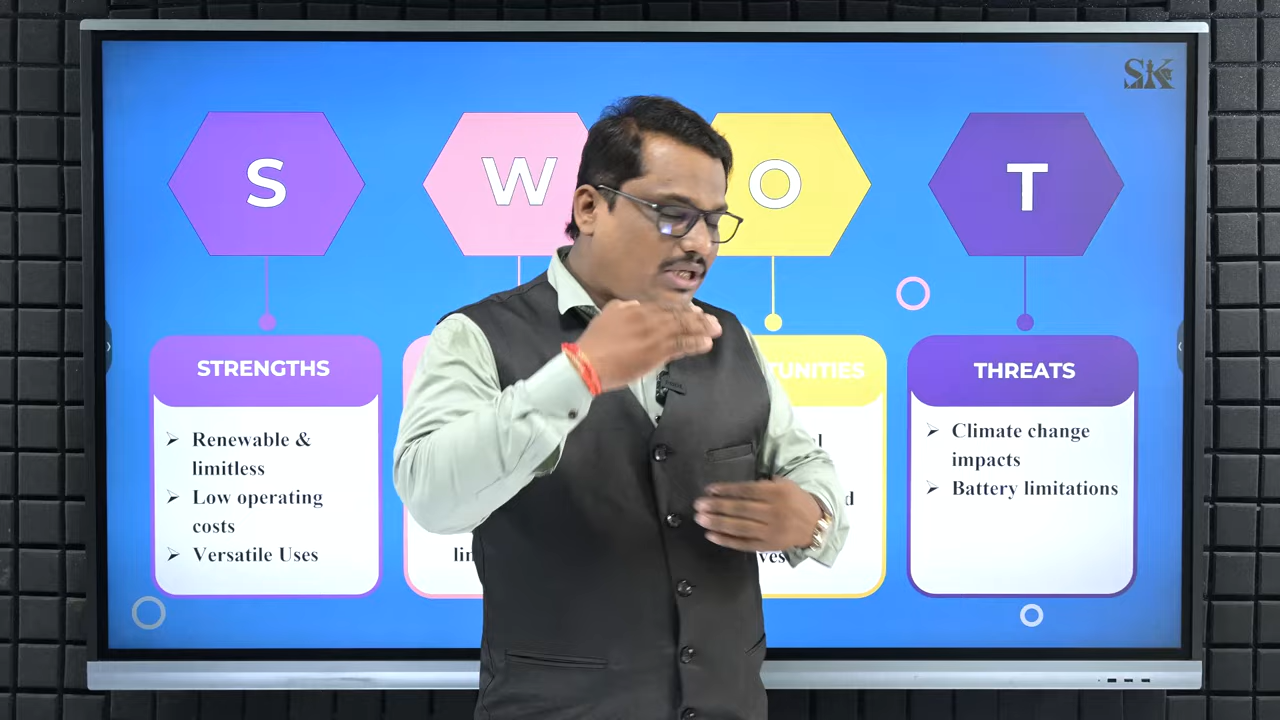 SK
S
W
O
T
STRENGTHS
Renewable &
limitless
Low operating
costs
Versatile Uses
THREATS
Climate change
impacts
Battery limitations